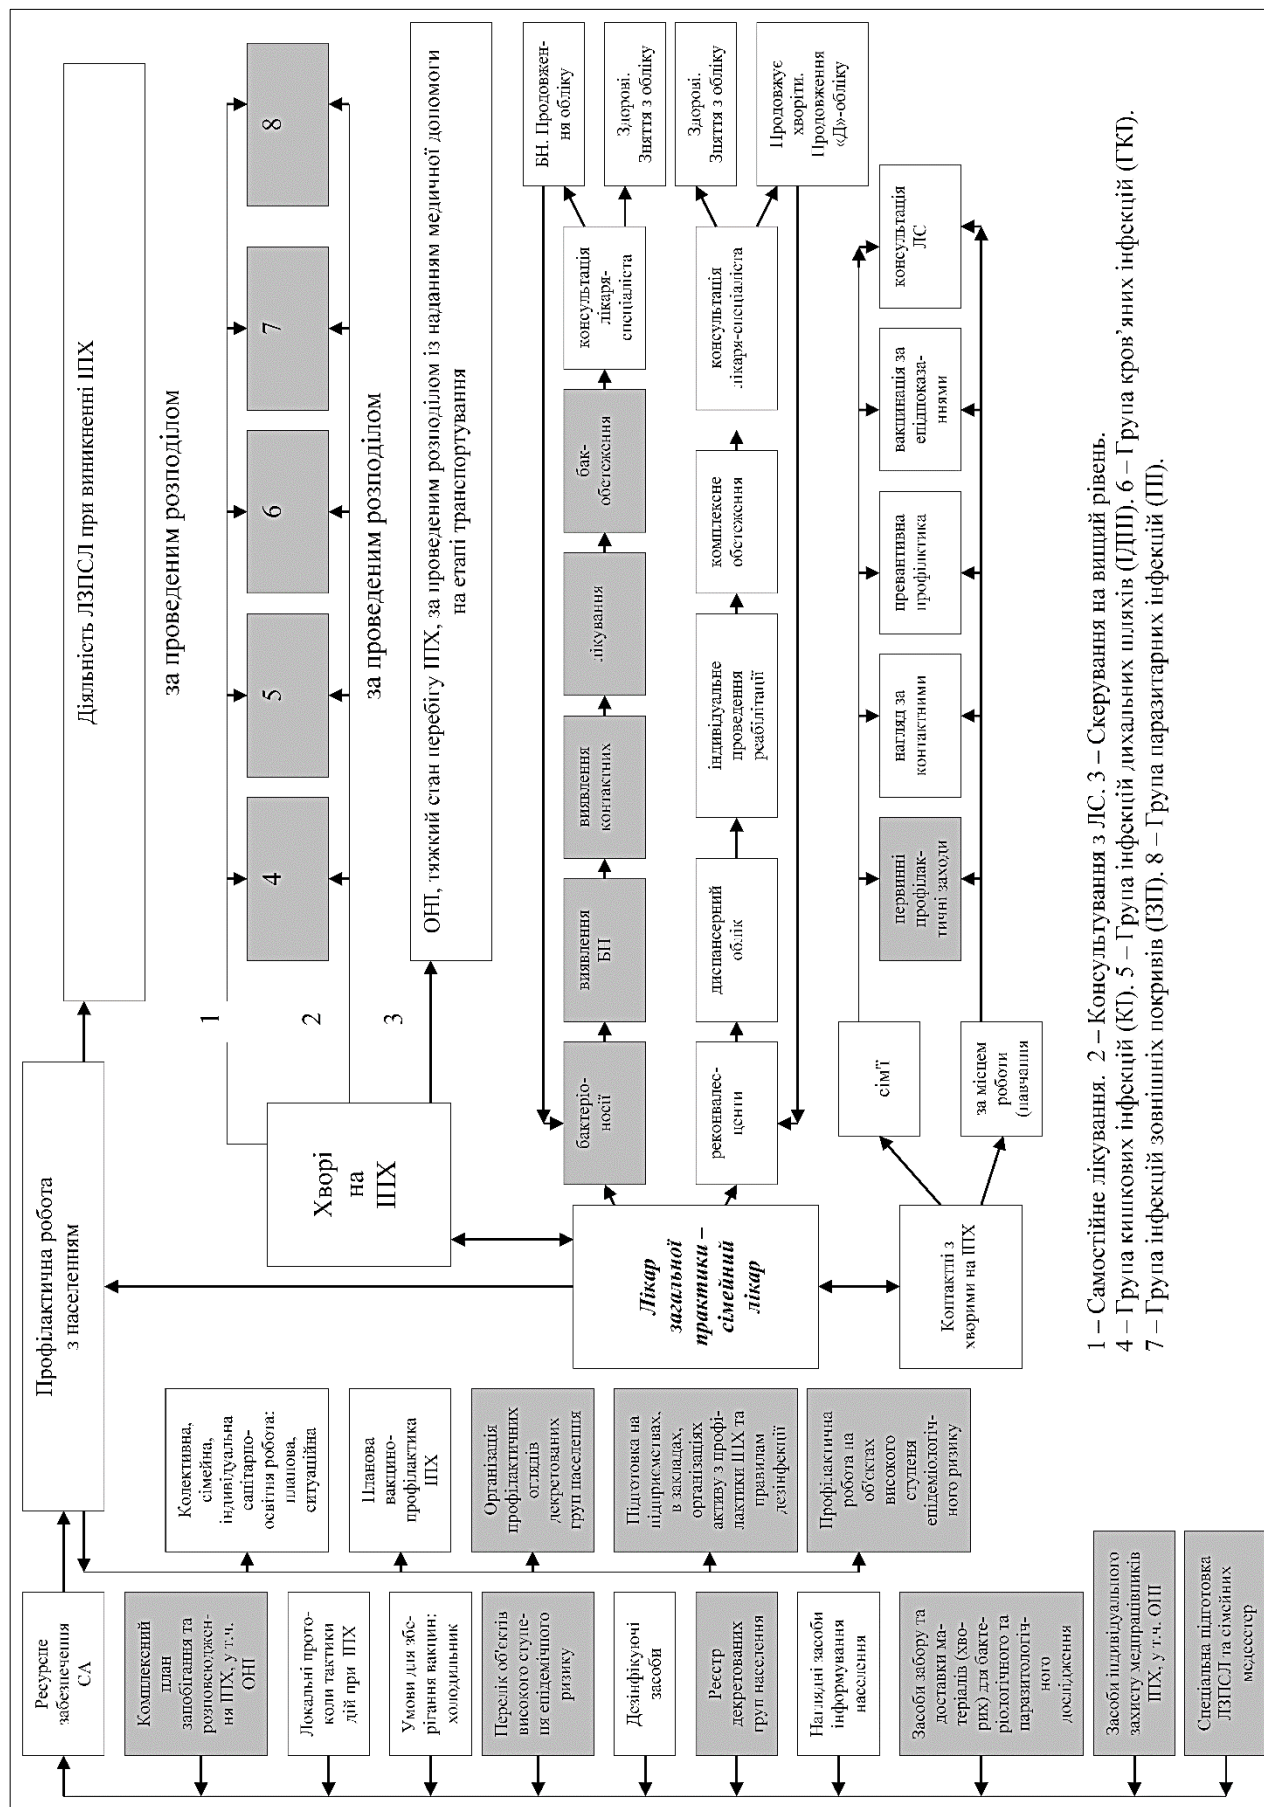 Діяльність ЛЗПСЛ при виникненні ІПХ
Профілактична робота
з населенням
Ресурсне
забезпечення
СА
за проведеним розподілом
1
4
5
6
7
8
2
за проведеним розподілом
3
ОНІ, тяжкий стан перебігу ІПХ, за проведеним розподілом із наданням медичної допомоги
на етапі транспортування
Хворі
на
ІПХ
Лікар
загальної
практики –
сімейний
лікар
Контактні з
хворими на ІПХ
бактеріо-
носії
виявлення
БН
виявлення
контактних
лікування
бак-
обстеження
консультація
лікаря-
спеціаліста
БН. Продовжен-
ня обліку
Здорові.
Зняття з обліку
реконвалес-
центи
диспансерний
облік
індивідуальне
проведення
реабілітації
комплексне
обстеження
консультація
лікаря-спеціаліста
Здорові.
Зняття з обліку
Продовжує
хворіти.
Продовження
«Д»-обліку
сім'ї
за місцем
роботи
(навчання
первинні
профілак-
тичні заходи
нагляд за
контактними
превантивна
профілактика
вакцинація за
епідпоказа-
ннями
консультація
ЛС
Колективна,
сімейна,
індивідуальна
санітарно-
освітня робота:
планова,
ситуаційна
Планова
вакцино-
профілактика
ІПХ
Організація
профілактичних
оглядів
декретованих
груп населення
Підготовка на
підприємствах,
в закладах,
організаціях
активу з профі-
лактики ІПХ та
правилам
дезінфекції
Профілактична
робота на
об'єктах
високого
ступеня
епідеміологіч-
ного ризику
Комплексний
план
запобігання та
розповсюджен-
ня ІПХ, у т.ч.
ОНІ
Локальні прото-
коли тактики
дій при ІПХ
Умови для збе-
рігання вакцин:
холодильник
Перелік об'єктів
високого ступе-
ня епідемічного
ризику
Дезінфікуючі
засоби
Реєстр
декретованих
груп населення
Наглядні засоби
інформування
населення
Засоби забору та
доставки ма-
теріалів (хво-
рих) для бакте-
ріологічного та
паразитологіч-
ного
дослідження
Засоби індивідуального
захисту медпрацівників
ІПХ, у т.ч. ОНІ
Спеціальна підготовка
ЛЗПСЛ та сімейних
медсестер
1 – Самостійне лікування. 2 – Консультування з ЛС. 3 – Скерування на вищий рівень.
4 – Група кишкових інфекцій (КІ). 5 – Група інфекцій дихальних шляхів (ІДШ). 6 – Група кров’яних інфекцій (ГКІ).
7 – Група інфекцій зовнішніх покривів (ІЗП). 8 – Група паразитарних інфекцій (ПІ).